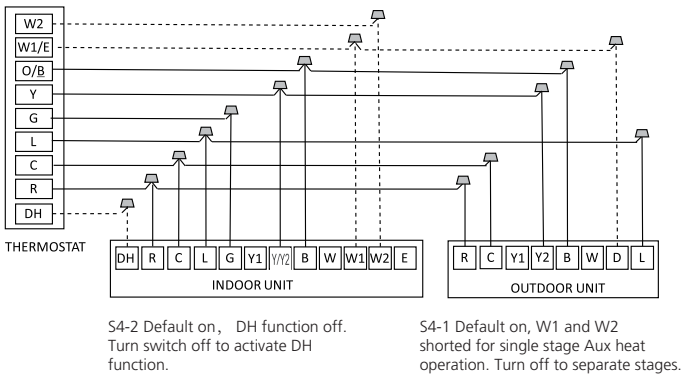 W2
W1/E
O/B
Y
G
L
C
R
DH
THERMOSTAT
DH R C L G Y1 Y/Y2 B W W1 W2 E
INDOOR UNIT
R C Y1 Y2 B W D L
OUTDOOR UNIT
S4-2 Default on， DH function off.
Turn switch off to activate DH
function.
S4-1 Default on, W1 and W2
shorted for single stage Aux heat
operation. Turn off to separate stages.